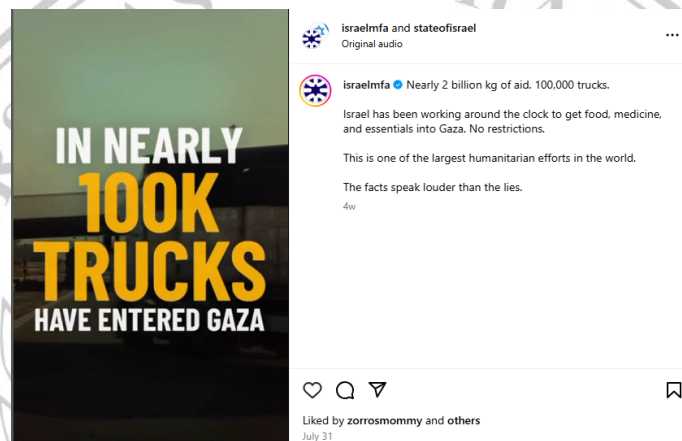 IN NEARLY
100K
TRUCKS
HAVE ENTERED GAZA
israelmfa and stateofisrael
Original audio
israelmfa Nearly 2 billion kg of aid. 100,000 trucks.
Israel has been working around the clock to get food, medicine,
and essentials into Gaza. No restrictions.
This is one of the largest humanitarian efforts in the world.
The facts speak louder than the lies.
4w
Liked by zorrosmommy and others
July 31